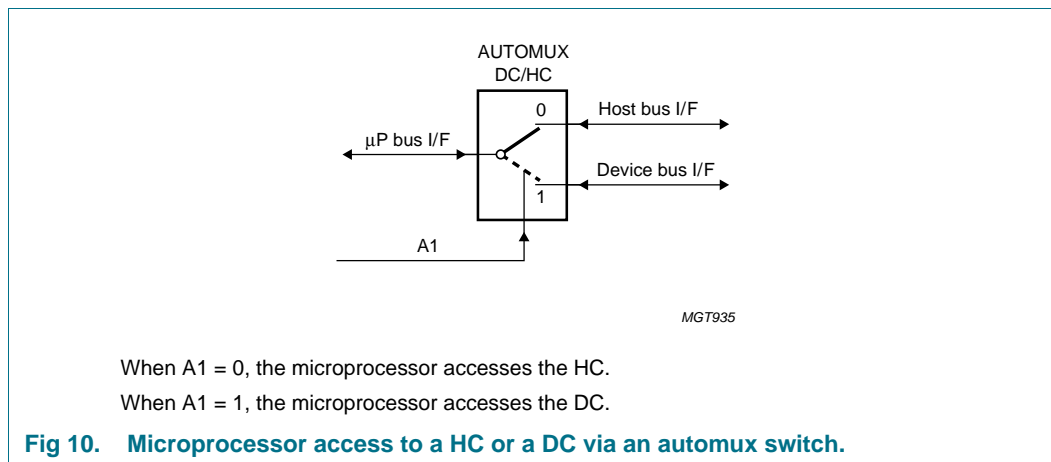 AUTOMUX
DC/HC
0
Host bus I/F
μP bus I/F
Device bus I/F
1
A1
MGT935
When A1 = 0, the microprocessor accesses the HC.
When A1 = 1, the microprocessor accesses the DC.
Fig 10. Microprocessor access to a HC or a DC via an automux switch.